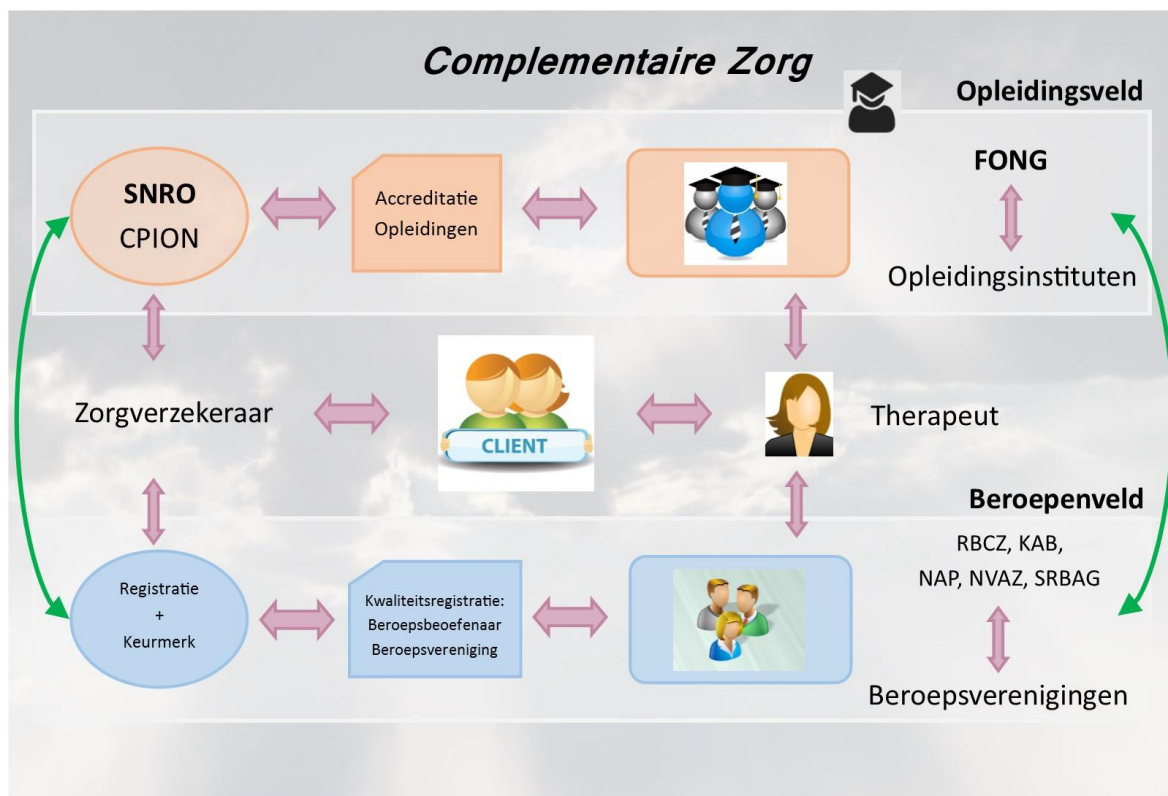 Complementaire Zorg
Opleidingsveld
SNRO
CPION
Accreditatie
Opleidingen
FONG
Opleidingsinstituten
Zorgverzekeraar
CLIENT
Therapeut
Beroepenveld
RBCZ, KAB,
NAP, NVAZ, SRBAG
Registratie
+
Keurmerk
Kwaliteitsregistratie:
Beroepsbeoefenaar
Beroepsvereniging
Beroepsverenigingen